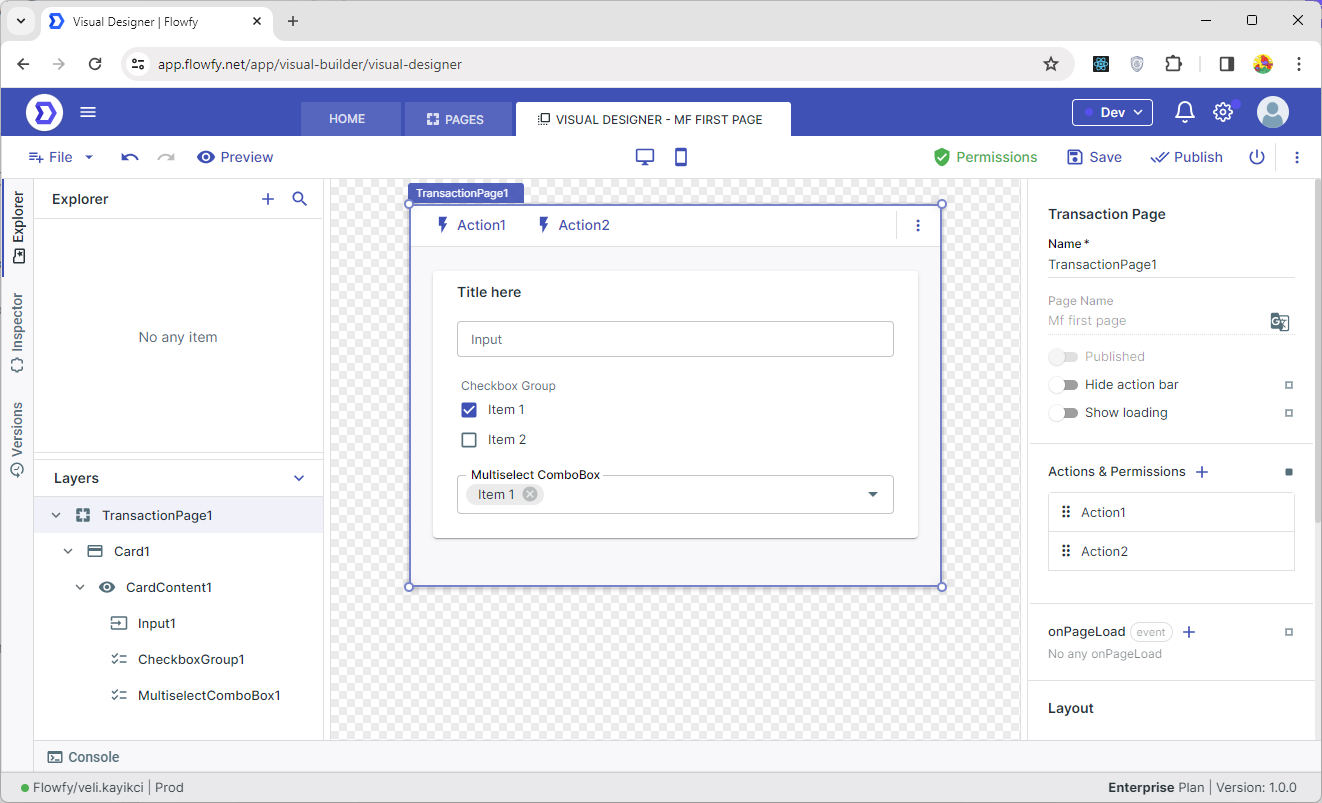 Visual Designer | Flowfy
app.flowfy.net/app/visual-builder/visual-designer
HOME
PAGES
VISUAL DESIGNER - MF FIRST PAGE
Dev
File
Preview
Permissions
Save
Publish
Explorer
Inspector
Versions
Explorer
No any item
Layers
TransactionPage1
Card1
CardContent1
Input1
CheckboxGroup1
MultiselectComboBox1
TransactionPage1
Action1
Action2
Title here
Input
Checkbox Group
Item 1
Item 2
Multiselect ComboBox
Item 1
Transaction Page
Name *
TransactionPage1
Page Name
Mf first page
Published
Hide action bar
Show loading
Actions & Permissions
Action1
Action2
onPageLoad event
No any onPageLoad
Layout
Console
Flowfy/veli.kayikci | Prod
Enterprise Plan | Version: 1.0.0